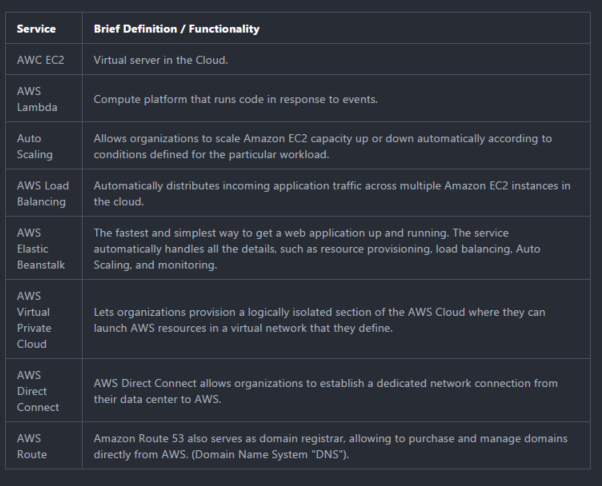 Service Brief Definition / Functionality
AWC EC2 Virtual server in the Cloud.
AWS
Lambda
Compute platform that runs code in response to events.
Auto
Scaling
Allows organizations to scale Amazon EC2 capacity up or down automatically according to
conditions defined for the particular workload.
AWS Load
Balancing
Automatically distributes incoming application traffic across multiple Amazon EC2 instances in
the cloud.
AWS
Elastic
Beanstalk
The fastest and simplest way to get a web application up and running. The service
automatically handles all the details, such as resource provisioning, load balancing, Auto
Scaling, and monitoring.
AWS
Virtual
Private
Cloud
Lets organizations provision a logically isolated section of the AWS Cloud where they can
launch AWS resources in a virtual network that they define.
AWS
Direct
Connect
AWS Direct Connect allows organizations to establish a dedicated network connection from
their data center to AWS.
AWS
Route
Amazon Route 53 also serves as domain registrar, allowing to purchase and manage domains
directly from AWS. (Domain Name System "DNS").